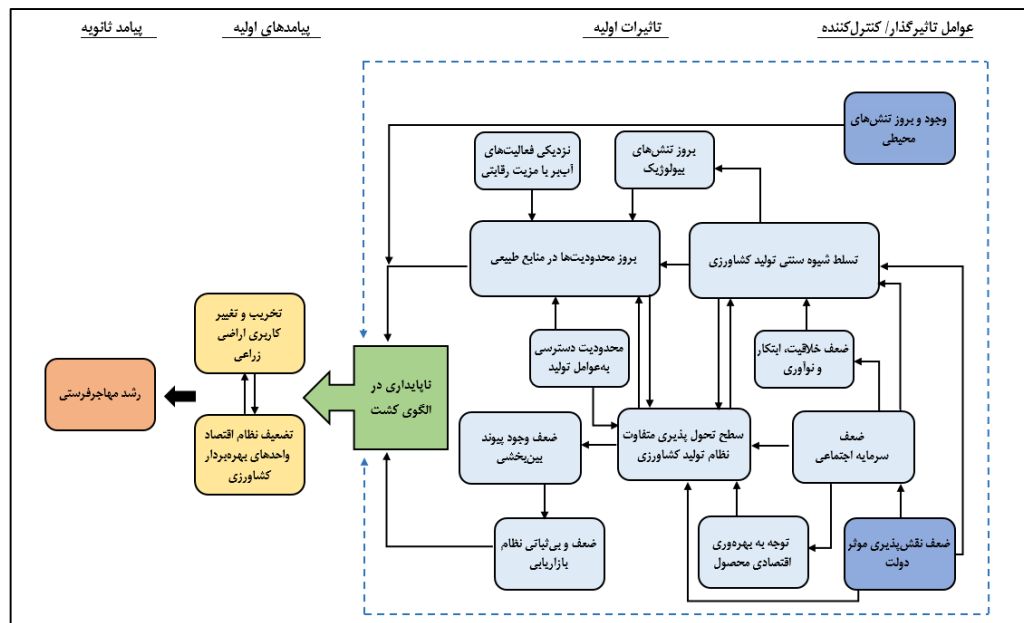 عوامل تاثیرگذار/ کنترل‌کننده
تاثیرات اولیه
پیامدهای اولیه
پیامد ثانویه
وجود و بروز تنش‌های
محیطی
بروز تنش‌های
بیولوژیک
نزدیکی فعالیت‌های
آب‌بر با مزیت رقابتی
تسلط شیوه سنتی تولید کشاورزی
بروز محدودیت‌ها در منابع طبیعی
ضعف خلاقیت، ابتکار
و نوآوری
محدودیت دسترسی
به‌عوامل تولید
ناپایداری در
الگوی کشت
تخریب و تغییر
کاربری اراضی
زراعی
رشد مهاجرفرستی
ضعف
سرمایه اجتماعی
سطح تحول پذیری متفاوت
نظام تولید کشاورزی
ضعف وجود پیوند
بین‌بخشی
تضعیف نظام اقتصاد
واحدهای بهره‌بردار
کشاورزی
ضعف نقش‌پذیری موثر
دولت
توجه به بهره‌وری
اقتصادی محصول
ضعف و بی‌ثباتی نظام
بازاریابی